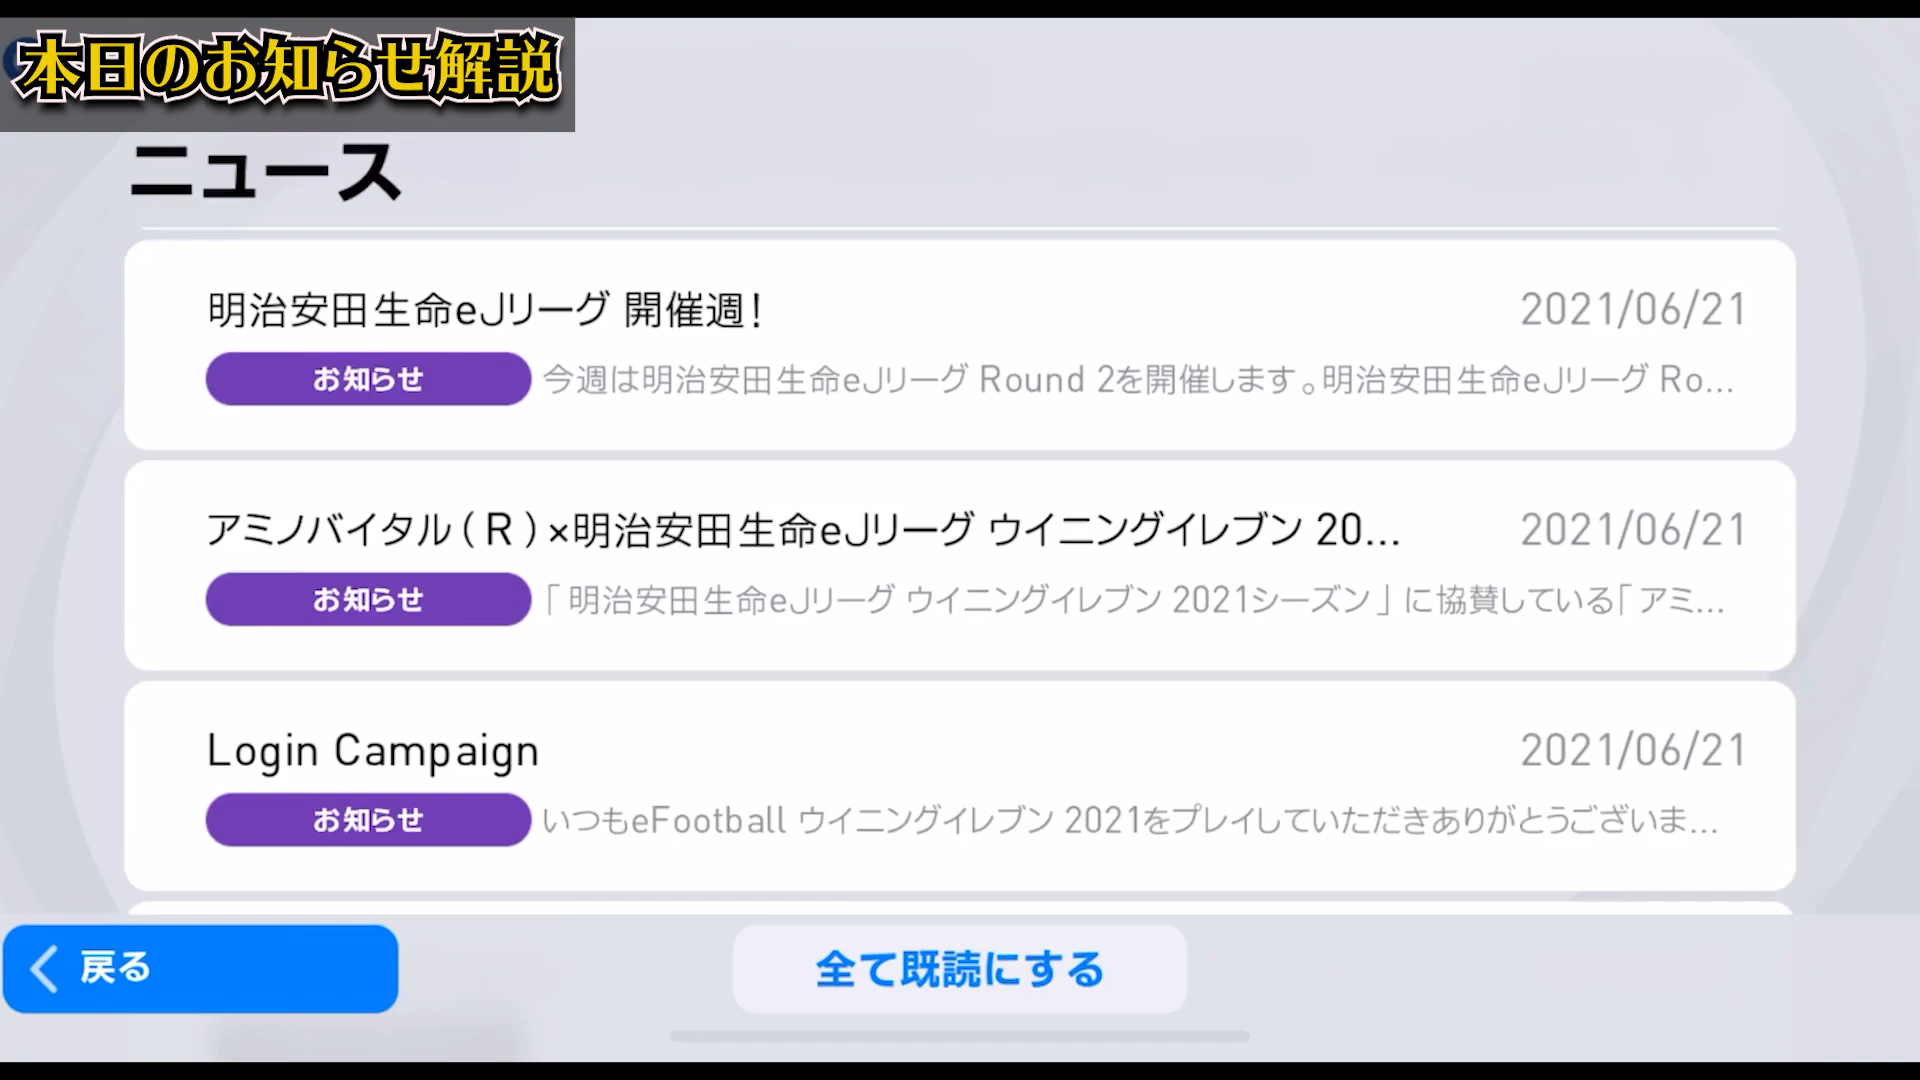 本日のお知らせ解説
ニュース
明治安田生命eJリーグ 開催週! 2021/06/21
お知らせ 今週は明治安田生命eJリーグ Round 2を開催します。明治安田生命eJリーグ Ro...
アミノバイタル(R)×明治安田生命eJリーグ ウイニングイレブン 20... 2021/06/21
お知らせ 「明治安田生命eJリーグ ウイニングイレブン 2021シーズン」に協賛している「アミ...
Login Campaign 2021/06/21
お知らせ いつもeFootball ウイニングイレブン 2021をプレイしていただきありがとうございま...
戻る 全て既読にする